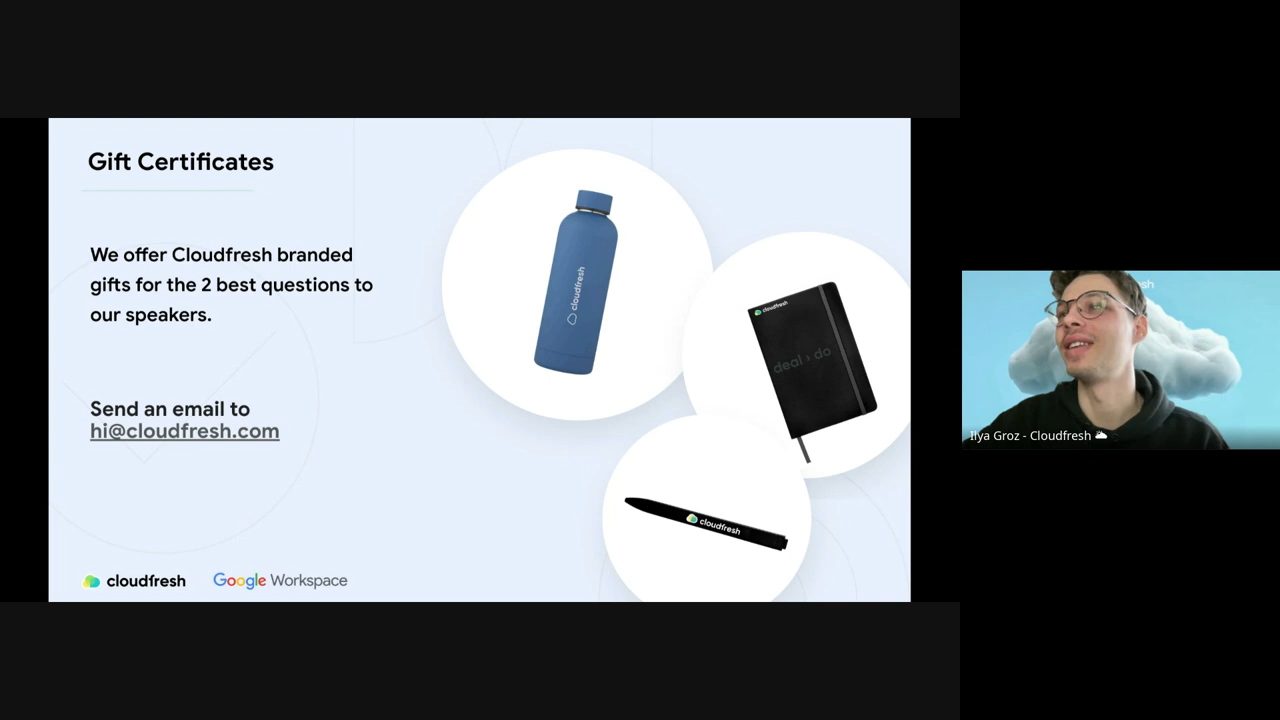 Gift Certificates
We offer Cloudfresh branded
gifts for the 2 best questions to
our speakers.
Send an email to
hi@cloudfresh.com
cloudfresh
cloudfresh
deal › do
cloudfresh
cloudfresh
Google Workspace
sh
Ilya Groz - Cloudfresh